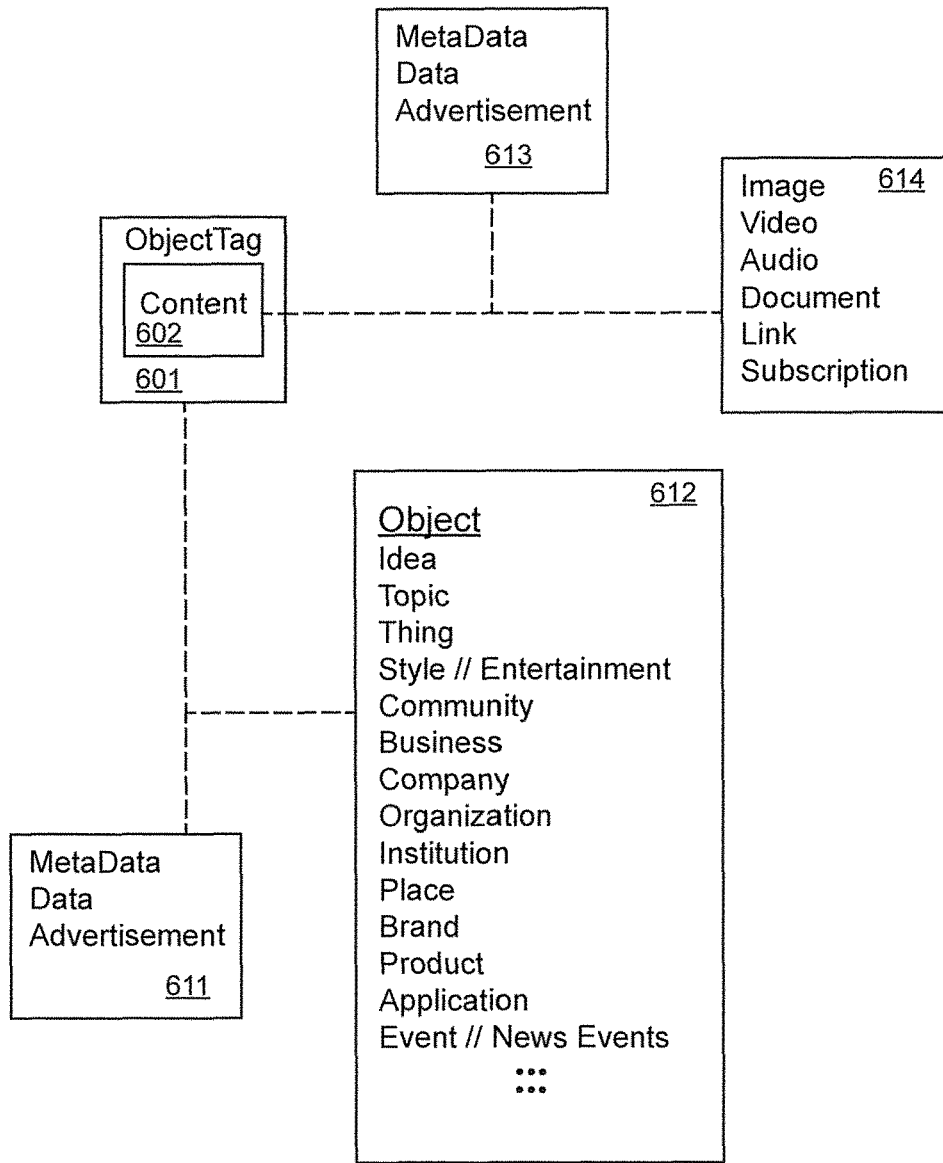 MetaData
Data
Advertisement
613
Image 614
Video
Audio
Document
Link
Subscription
ObjectTag
Content
602
601
612
Object
Idea
Topic
Thing
Style // Entertainment
Community
Business
Company
Organization
Institution
Place
Brand
Product
Application
Event // News Events
MetaData
Data
Advertisement
611